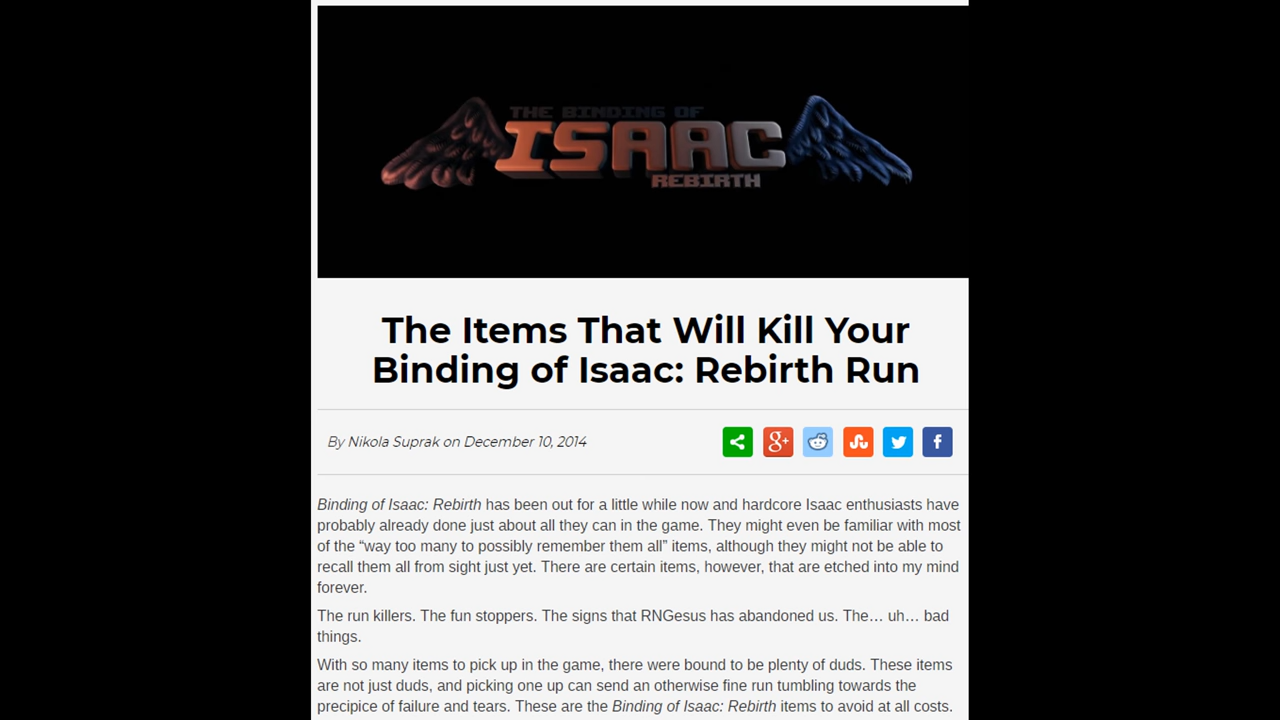 THE BINDING OF
ISAAC
REBIRTH
The Items That Will Kill Your
Binding of Isaac: Rebirth Run
By Nikola Suprak on December 10, 2014
Binding of Isaac: Rebirth has been out for a little while now and hardcore Isaac enthusiasts have
probably already done just about all they can in the game. They might even be familiar with most
of the “way too many to possibly remember them all” items, although they might not be able to
recall them all from sight just yet. There are certain items, however, that are etched into my mind
forever.
The run killers. The fun stoppers. The signs that RNGesus has abandoned us. The… uh… bad
things.
With so many items to pick up in the game, there were bound to be plenty of duds. These items
are not just duds, and picking one up can send an otherwise fine run tumbling towards the
precipice of failure and tears. These are the Binding of Isaac: Rebirth items to avoid at all costs.